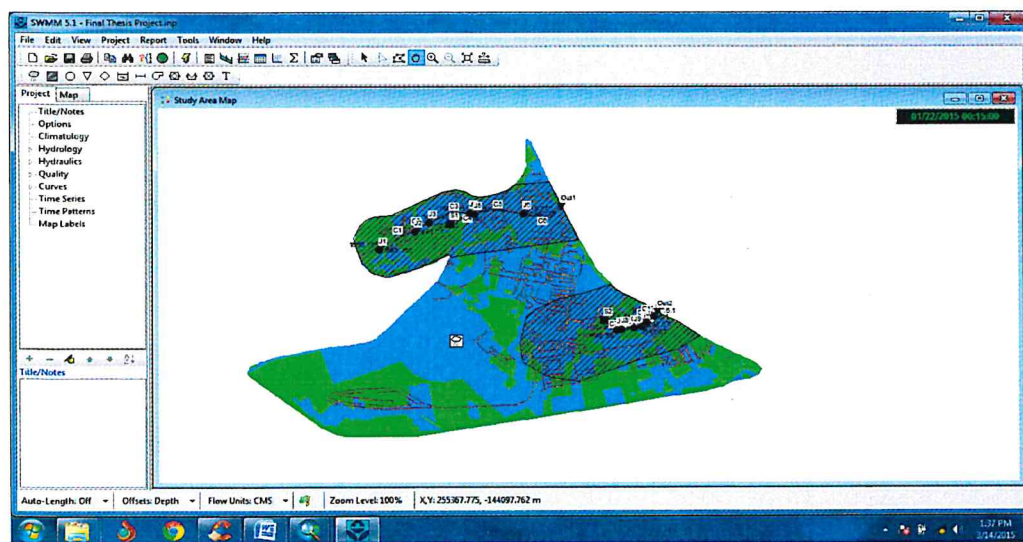 SWMM 5.1 - Final Thesis Project.inp
File Edit View Project Report Tools Window Help
Project Map
Title/Notes
Options
Climatology
Hydrology
Hydraulics
Quality
Curves
Time Series
Time Patterns
Map Labels
Title/Notes
Study Area Map
01/22/2015 00:15:00
Out1
C3
C5
J5
C1
S1
C6
J1
Out2
S2
Auto-Length: Off
Offsets: Depth
Flow Units: CMS
Zoom Level: 100%
X,Y: 255367.775, -144097.762 m
1:37 PM
3/14/2015